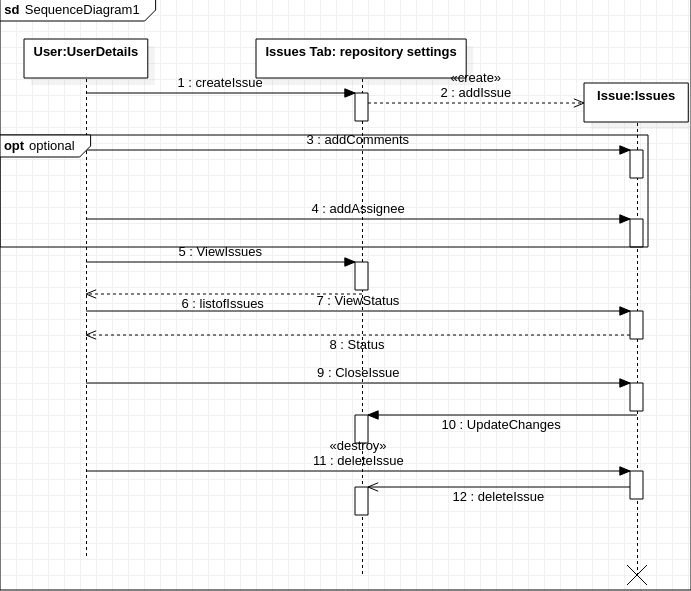 sd SequenceDiagram1
User:UserDetails
Issues Tab: repository settings
1 : createIssue
«create»
2 : addIssue
Issue:Issues
opt optional
3 : addComments
4 : addAssignee
5 : ViewIssues
6 : listofIssues
7 : ViewStatus
8 : Status
9 : CloseIssue
10 : UpdateChanges
«destroy»
11 : deleteIssue
12 : deleteIssue